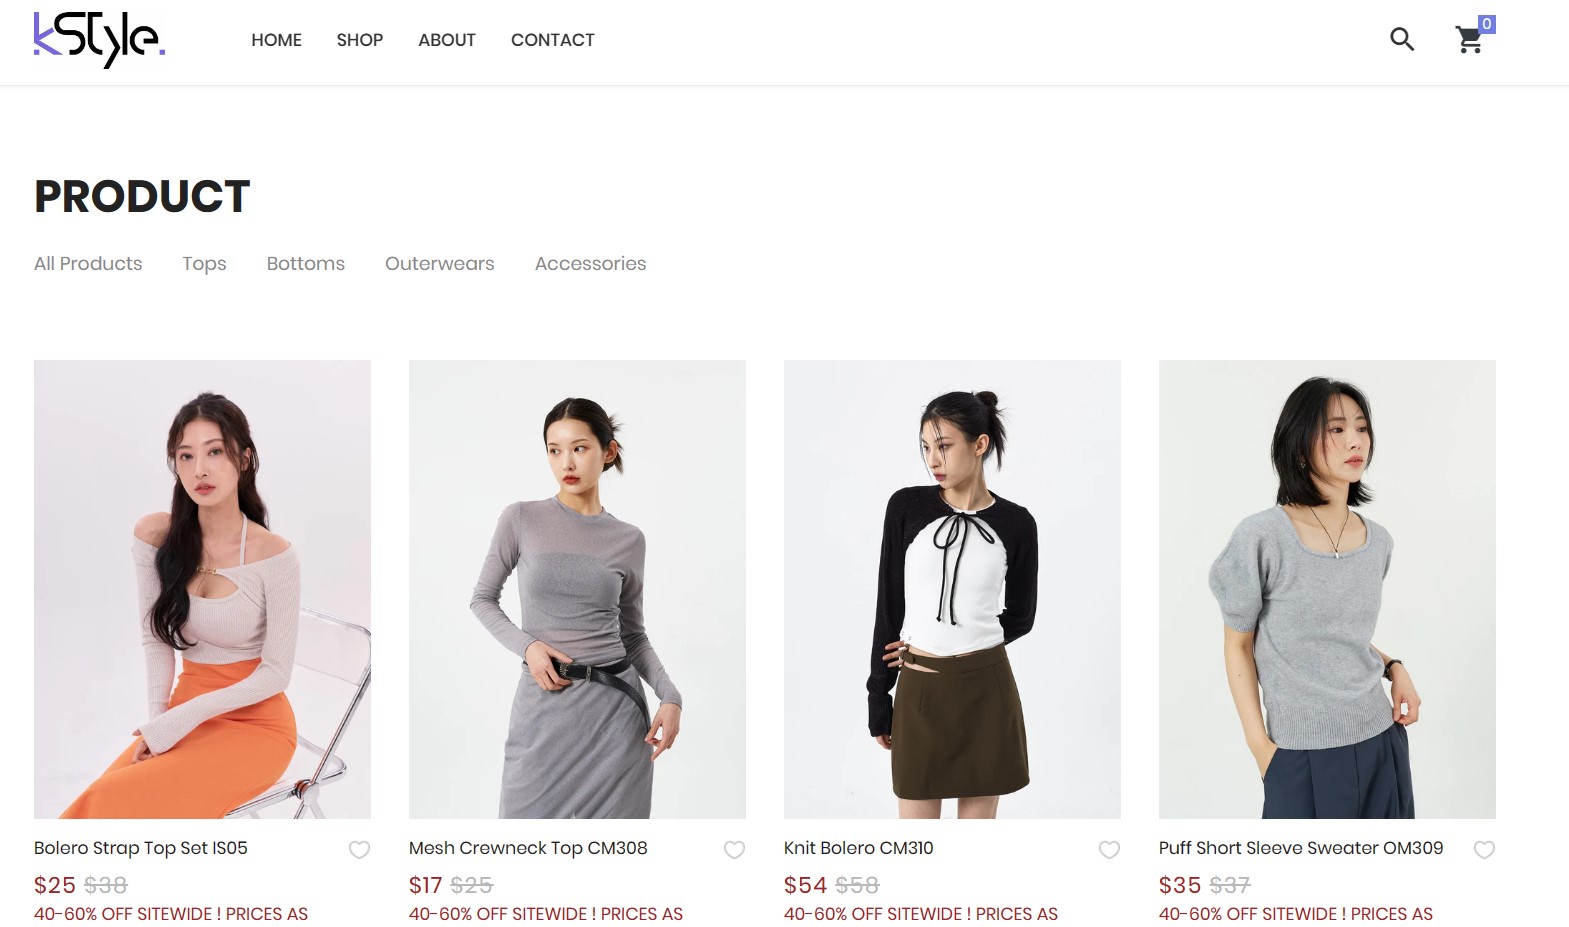 kStyle.
HOME SHOP ABOUT CONTACT
0
PRODUCT
All Products Tops Bottoms Outerwears Accessories
Bolero Strap Top Set IS05
$25 $38
40-60% OFF SITEWIDE ! PRICES AS
Mesh Crewneck Top CM308
$17 $25
40-60% OFF SITEWIDE ! PRICES AS
Knit Bolero CM310
$54 $58
40-60% OFF SITEWIDE ! PRICES AS
Puff Short Sleeve Sweater OM309
$35 $37
40-60% OFF SITEWIDE ! PRICES AS